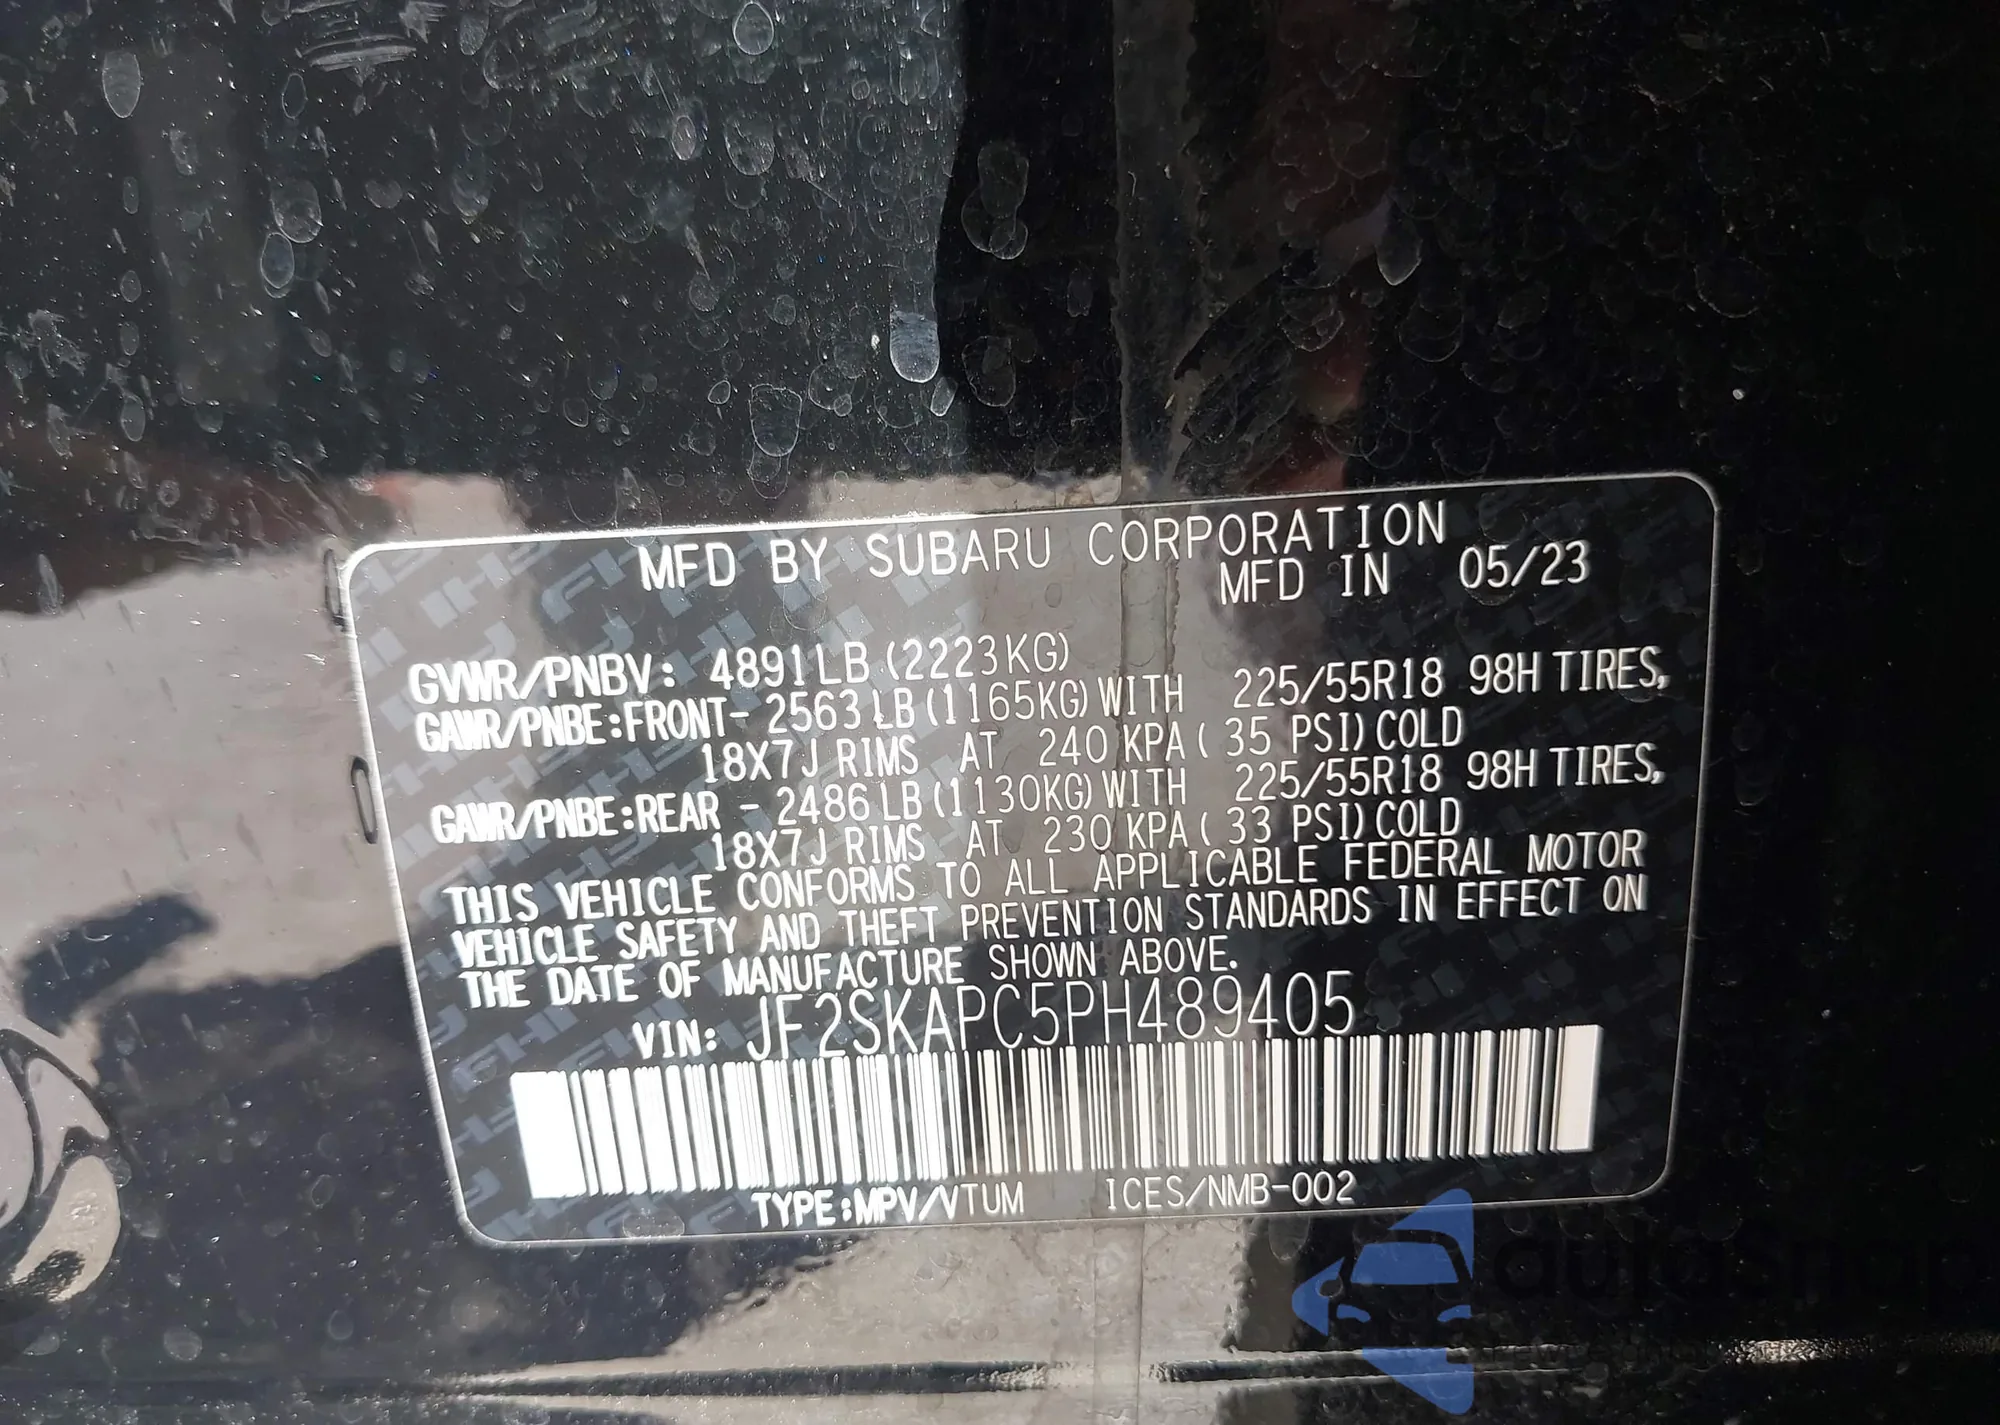 MFD BY SUBARU CORPORATION
MFD IN 05/23
GVWR/PNBV: 4891LB (2223KG)
GAWR/PNBE:FRONT- 2563LB (1165KG) WITH 225/55R18 98H TIRES,
18X7J RIMS AT 240 KPA ( 35 PSI) COLD
GAWR/PNBE:REAR - 2486LB (1130KG) WITH 225/55R18 98H TIRES,
18X7J RIMS AT 230 KPA ( 33 PSI) COLD
THIS VEHICLE CONFORMS TO ALL APPLICABLE FEDERAL MOTOR
VEHICLE SAFETY AND THEFT PREVENTION STANDARDS IN EFFECT ON
THE DATE OF MANUFACTURE SHOWN ABOVE.
VIN: JF2SKAPC5PH489405
TYPE:MPV/VTUM ICES/NMB-002
autoshop